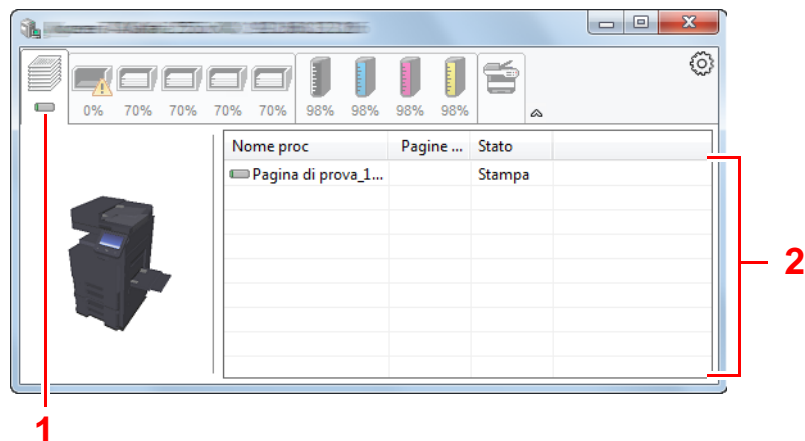 0% 70% 70% 70% 70% 98% 98% 98% 98%
Nome proc Pagine ... Stato
Pagina di prova_1... Stampa
2
1